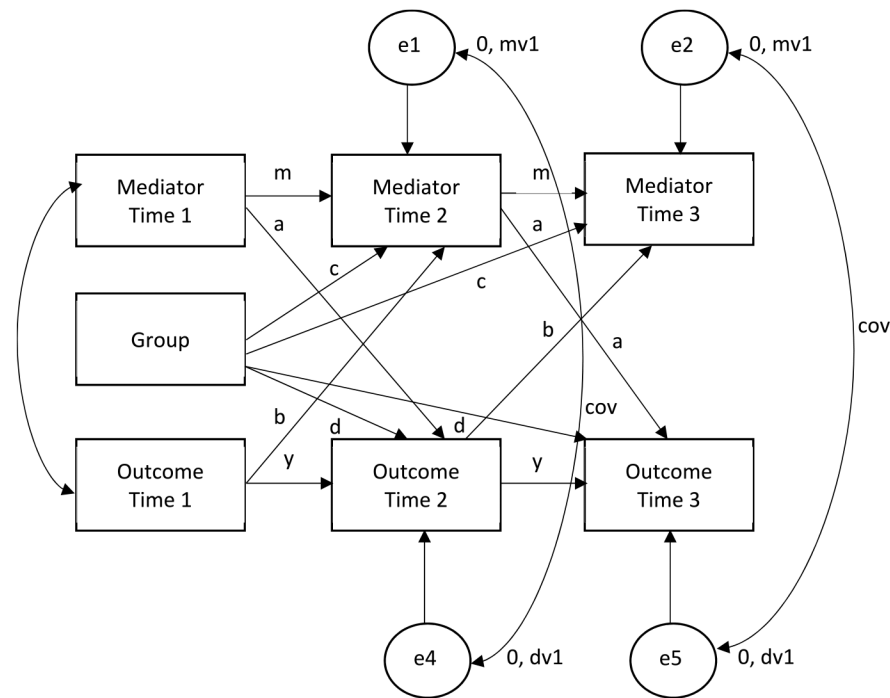 e1
0, mv1
e2
0, mv1
Mediator
Time 1
m
a
Mediator
Time 2
m
a
Mediator
Time 3
c
c
Group
b
a
cov
b
d
d
cov
Outcome
Time 1
y
Outcome
Time 2
y
Outcome
Time 3
e4
0, dv1
e5
0, dv1